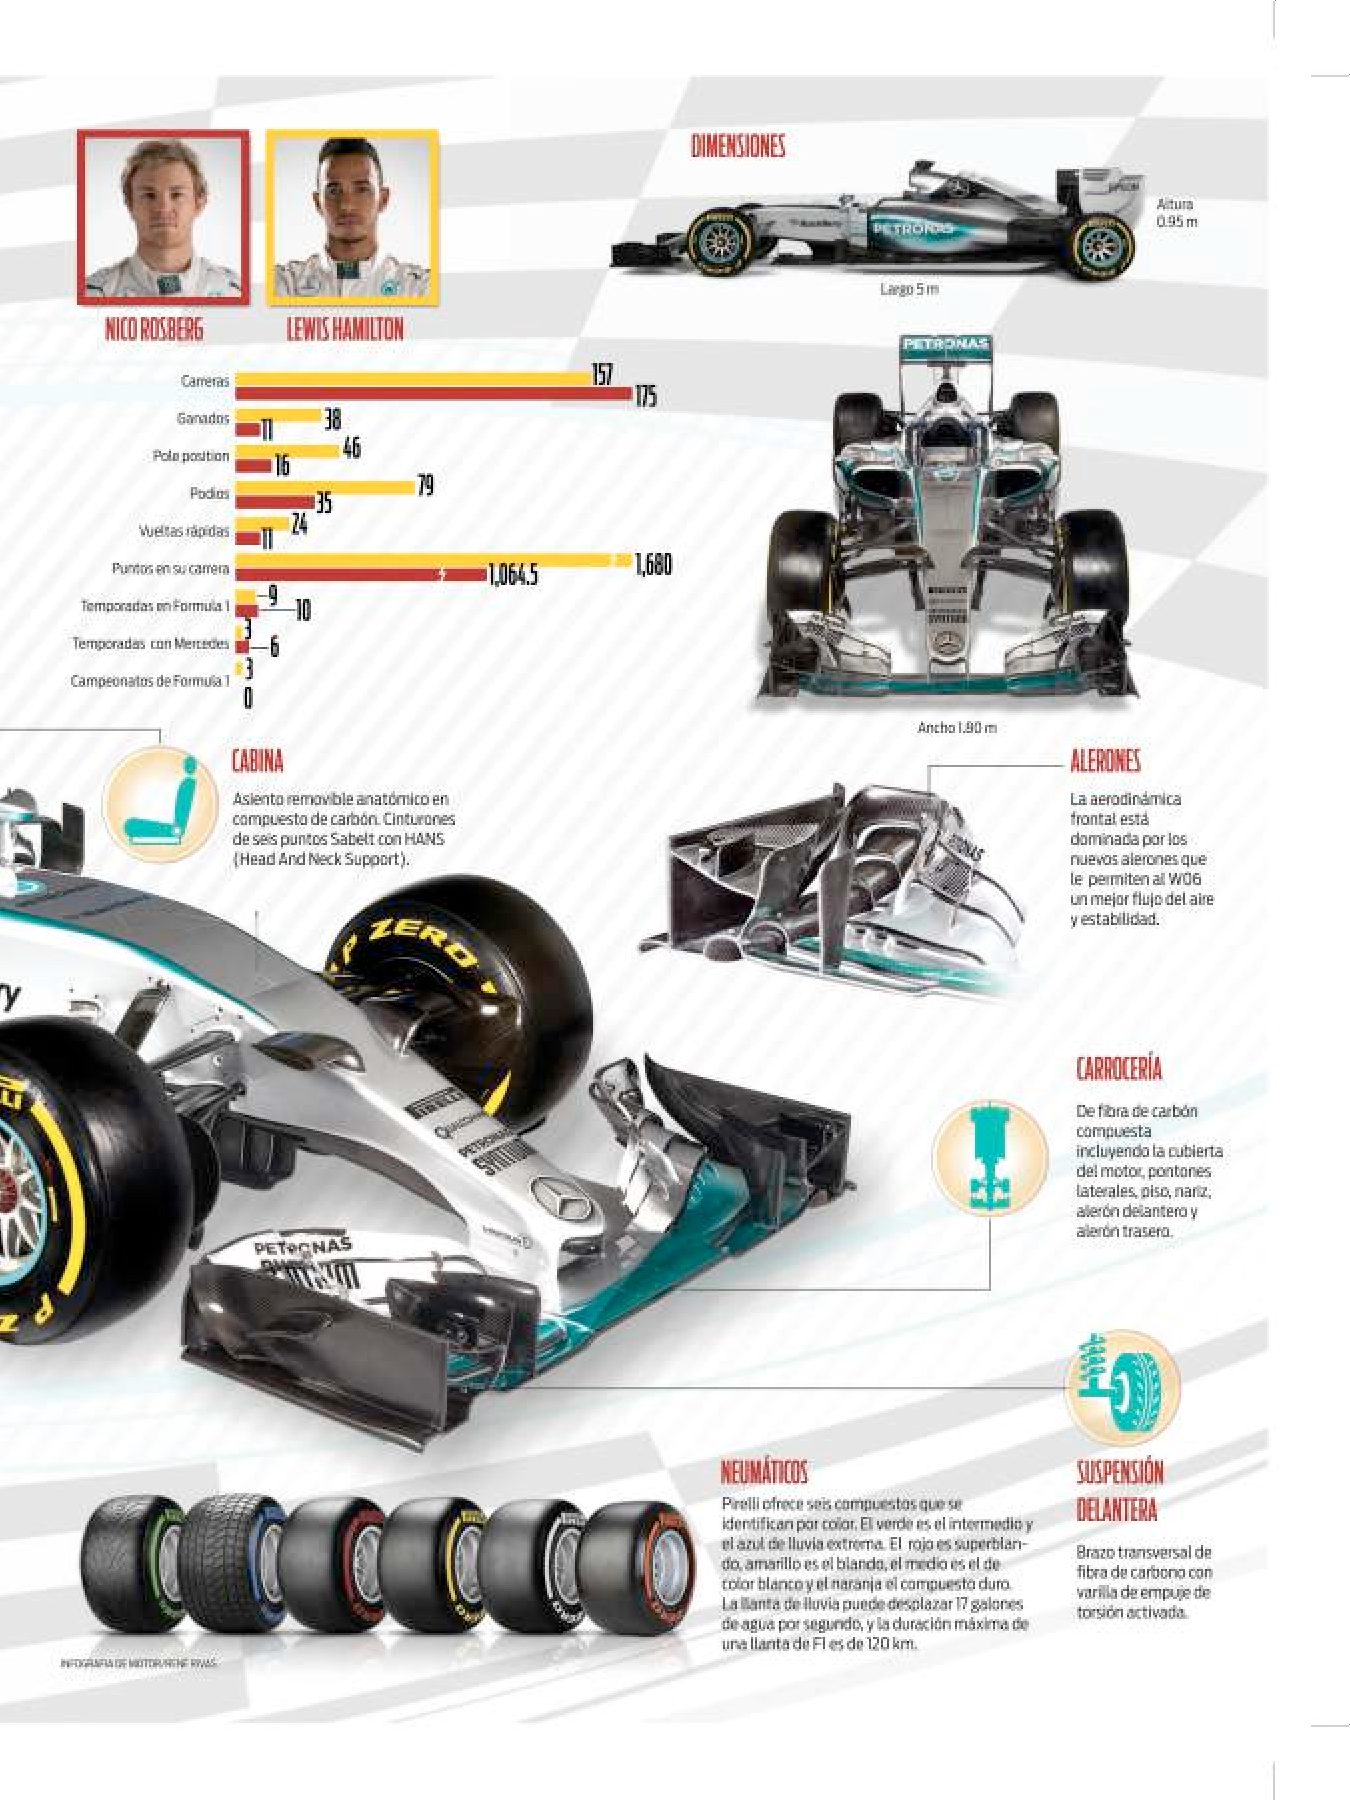 DIMENSIONES
Altura
0.95 m
PETRONAS
Largo 5 m
NICO ROSBERG
LEWIS HAMILTON
Carreras
157
175
Ganados
38
11
Pole position
46
16
Podios
79
35
Vueltas rápidas
24
11
Puntos en su carrera
1,680
1,064.5
Temporadas en Formula 1
9
10
Temporadas con Mercedes
3
6
Campeonatos de Formula 1
3
0
PETRONAS
Ancho 1.80 m
CABINA
Asiento removible anatómico en
compuesto de carbón. Cinturones
de seis puntos Sabelt con HANS
(Head And Neck Support).
ALERONES
La aerodinámica
frontal está
dominada por los
nuevos alerones que
le permiten al W06
un mejor flujo del aire
y estabilidad.
P ZERO
ry
PIRELLI
QUALCOMM
PETRONAS
PETRONAS
P Z
CARROCERÍA
De fibra de carbón
compuesta
incluyendo la cubierta
del motor, pontones
laterales, piso, nariz,
alerón delantero y
alerón trasero.
SUSPENSIÓN
DELANTERA
Brazo transversal de
fibra de carbono con
varilla de empuje de
torsión activada.
NEUMÁTICOS
Pirelli ofrece seis compuestos que se
identifican por color. El verde es el intermedio y
el azul de lluvia extrema. El rojo es superblan-
do, amarillo es el blando, el medio es el de
color blanco y el naranja el compuesto duro.
La llanta de lluvia puede desplazar 17 galones
de agua por segundo, y la duración máxima de
una llanta de F1 es de 120 km.
INFOGRAFÍA DE MOTOR/RENÉ RIVAS